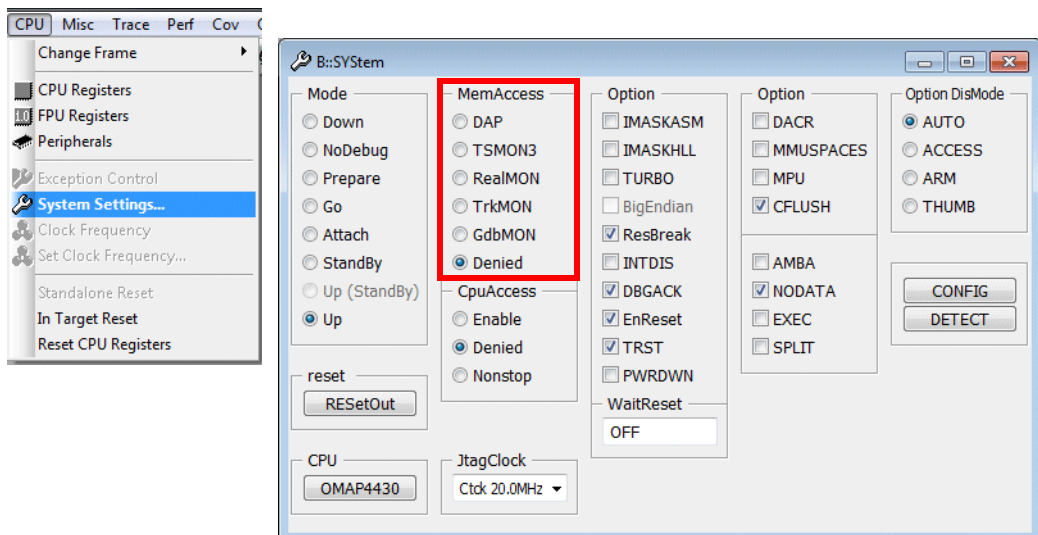 CPU Misc Trace Perf Cov
Change Frame
CPU Registers
FPU Registers
Peripherals
Exception Control
System Settings...
Clock Frequency
Set Clock Frequency...
Standalone Reset
In Target Reset
Reset CPU Registers
B::SYStem
Mode
Down
NoDebug
Prepare
Go
Attach
StandBy
Up (StandBy)
Up
reset
RESetOut
CPU
OMAP4430
MemAccess
DAP
TSMON3
RealMON
TrkMON
GdbMON
Denied
CpuAccess
Enable
Denied
Nonstop
JtagClock
Ctck 20.0MHz
Option
IMASKASM
IMASKHLL
TURBO
BigEndian
ResBreak
INTDIS
DBGACK
EnReset
TRST
PWRDWN
WaitReset
OFF
Option
DACR
MMUSPACES
MPU
CFLUSH
AMBA
NODATA
EXEC
SPLIT
Option DisMode
AUTO
ACCESS
ARM
THUMB
CONFIG
DETECT